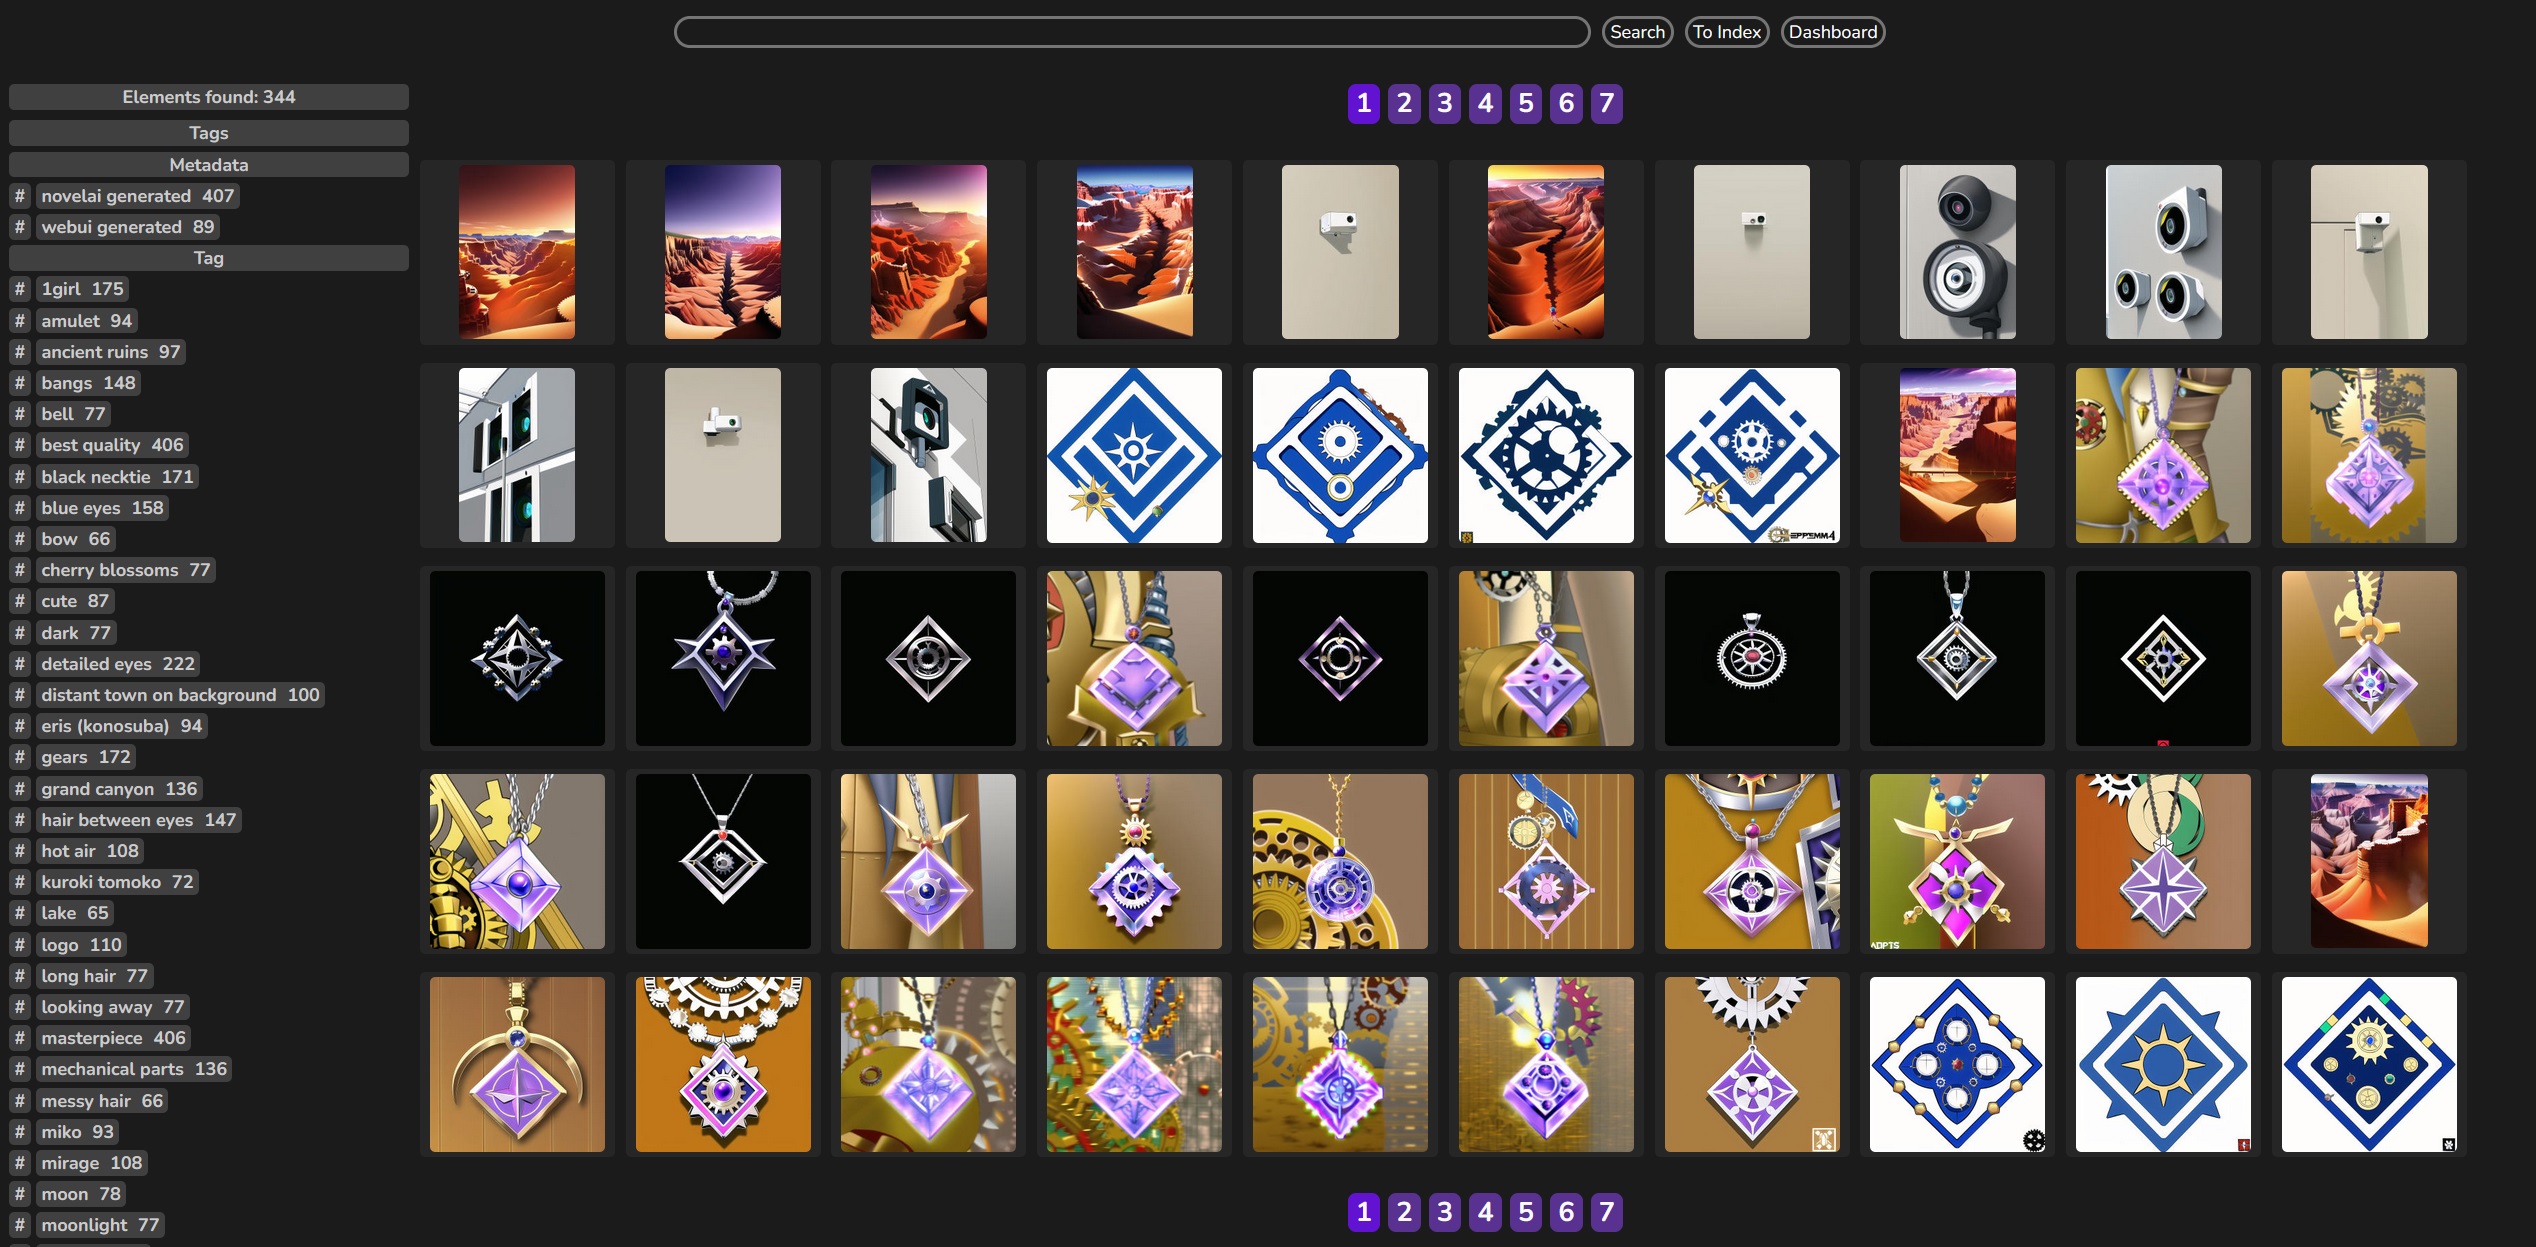 Search To Index Dashboard
Elements found: 344
1 2 3 4 5 6 7
Tags
Metadata
# novelai generated 407
# webui generated 89
Tag
# 1girl 175
# amulet 94
# ancient ruins 97
# bangs 148
# bell 77
# best quality 406
# black necktie 171
# blue eyes 158
# bow 66
# cherry blossoms 77
# cute 87
# dark 77
# detailed eyes 222
# distant town on background 100
# eris (konosuba) 94
# gears 172
# grand canyon 136
# hair between eyes 147
# hot air 108
# kuroki tomoko 72
# lake 65
# logo 110
# long hair 77
# looking away 77
# masterpiece 406
# mechanical parts 136
# messy hair 66
# miko 93
# mirage 108
# moon 78
# moonlight 77
ADPTS
1 2 3 4 5 6 7